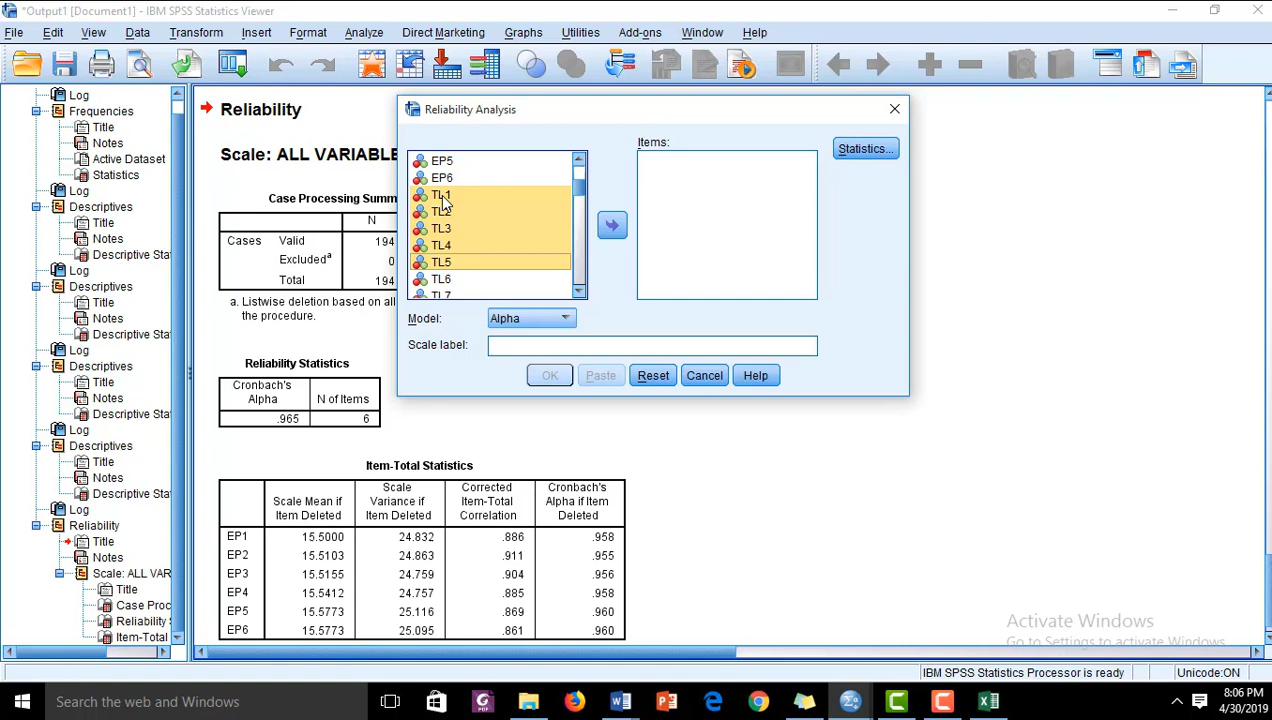 *Output1 [Document1] - IBM SPSS Statistics Viewer
File Edit View Data Transform Insert Format Analyze Direct Marketing Graphs Utilities Add-ons Window Help
Log
Frequencies
Title
Notes
Active Dataset
Statistics
Log
Descriptives
Title
Notes
Descriptive Sta
Log
Descriptives
Title
Notes
Descriptive Sta
Log
Descriptives
Title
Notes
Descriptive Sta
Log
Descriptives
Title
Notes
Descriptive Sta
Log
Reliability
Title
Notes
Scale: ALL VAR
Title
Case Proc
Reliability
Item-Total
Reliability
Scale: ALL VARIABLE
Case Processing Summ
N
Cases Valid 194
Excluded a 0
Total 194
a. Listwise deletion based on all
the procedure.
Reliability Statistics
Cronbach's
Alpha N of Items
.965 6
Item-Total Statistics
Scale Mean if
Item Deleted
Scale
Variance if
Item Deleted
Corrected
Item-Total
Correlation
Cronbach's
Alpha if Item
Deleted
EP1 15.5000 24.832 .886 .958
EP2 15.5103 24.863 .911 .955
EP3 15.5155 24.759 .904 .956
EP4 15.5412 24.757 .885 .958
EP5 15.5773 25.116 .869 .960
EP6 15.5773 25.095 .861 .960
Reliability Analysis
EP5
EP6
TL1
TL2
TL3
TL4
TL5
TL6
TL7
Items:
Statistics...
Model: Alpha
Scale label:
OK Paste Reset Cancel Help
Activate Windows
Go to Settings to activate Windows.
IBM SPSS Statistics Processor is ready Unicode:ON
Search the web and Windows
8:06 PM
4/30/2019